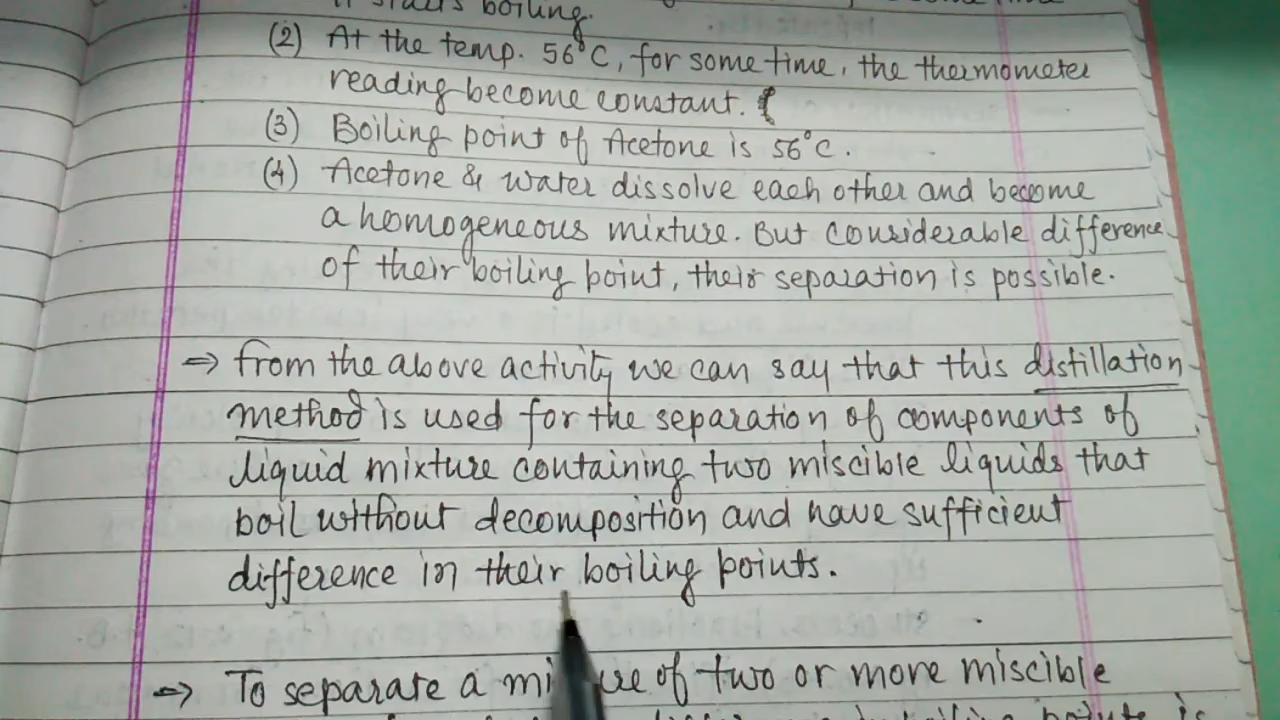 boiling.
(2) At the temp. 56°C, for some time, the thermometer
reading become constant.
(3) Boiling point of Acetone is 56°C.
(4) Acetone & water dissolve each other and become
a homogeneous mixture. But considerable difference
of their boiling point, their separation is possible.
⇒ from the above activity we can say that this distillation
method is used for the separation of components of
liquid mixture containing two miscible liquids that
boil without decomposition and have sufficient
difference in their boiling points.
⇒ To separate a of two or more miscible